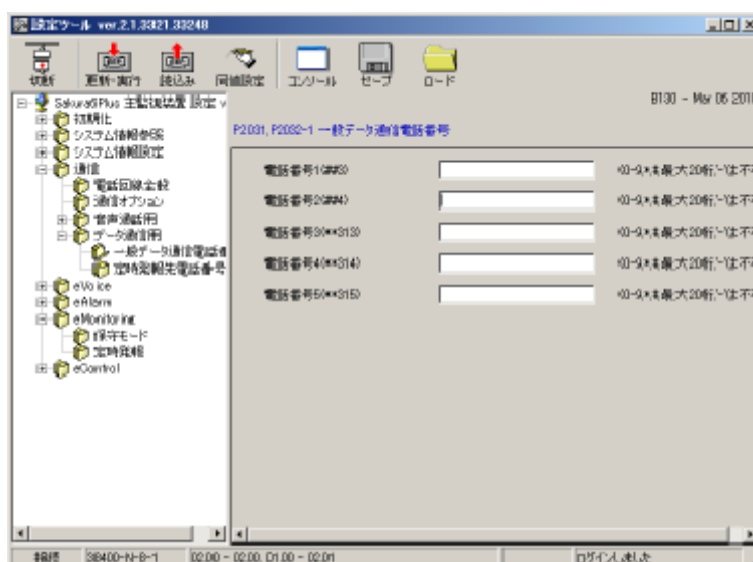 設定ツール ver.2.1.33
切断
更新・実行
読込み
同値設定
コンソール
セーブ
ロード
SakuraGPlus 主監視装置 設定 v
初期化
システム情報参照
システム情報設定
通信
電話回線全般
通信オプション
音声通話用
データ通信用
一般データ通信電話番
定時発報先電話番号
eVoice
eAlarm
eMonitoring
保守モード
定時発報
eControl
B130 - May 06 201
P2031, P2032-1 一般データ通信電話番号
電話番号1(##3)
電話番号2(##4)
電話番号3(**313)
電話番号4(**314)
電話番号5(**315)
38400-N-8-1
ログインしました